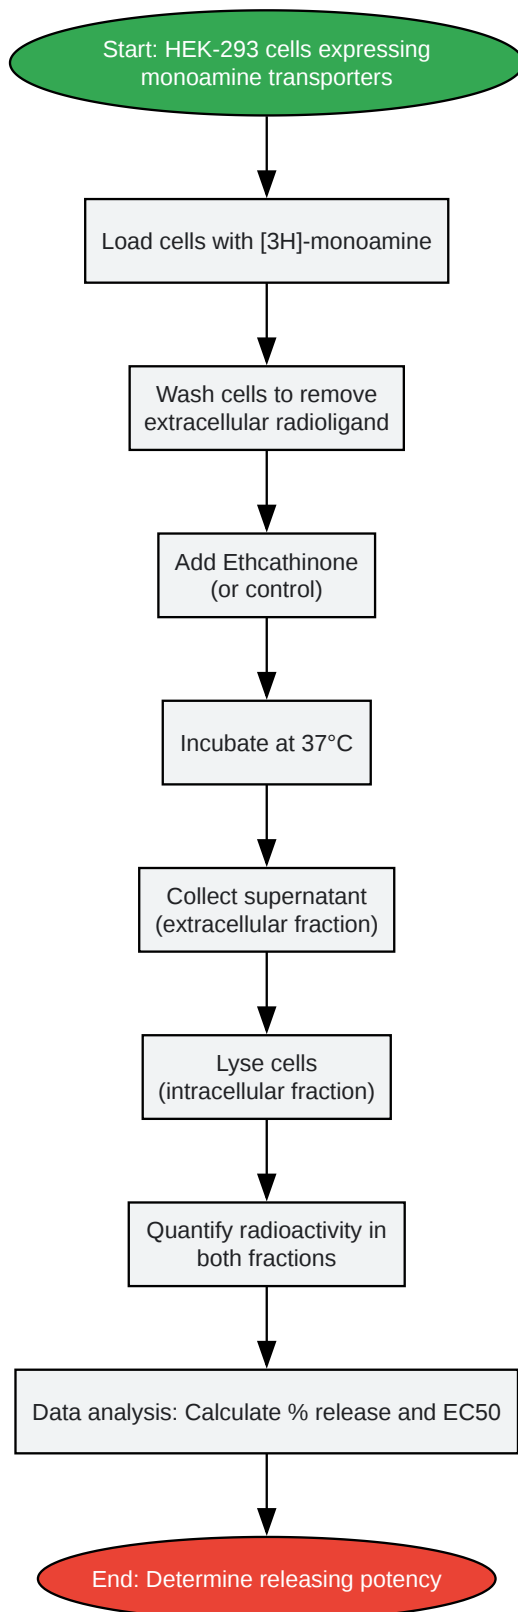 Start: HEK-293 cells expressing
monoamine transporters
Load cells with [3H]-monoamine
Wash cells to remove
extracellular radioligand
Add Ethcathinone
(or control)
Incubate at 37°C
Collect supernatant
(extracellular fraction)
Lyse cells
(intracellular fraction)
Quantify radioactivity in
both fractions
Data analysis: Calculate % release and EC50
End: Determine releasing potency